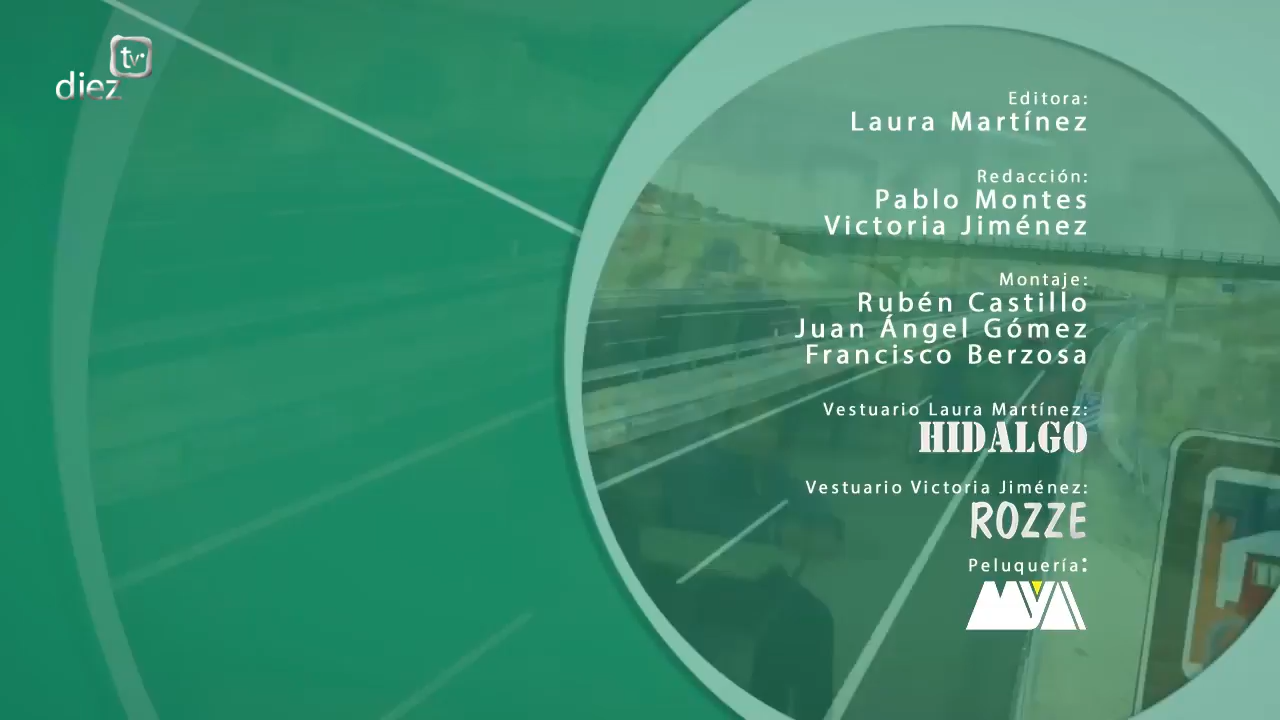 tv
diez
Editora:
Laura Martínez
Redacción:
Pablo Montes
Victoria Jiménez
Montaje:
Rubén Castillo
Juan Ángel Gómez
Francisco Berzosa
Vestuario Laura Martínez:
HIDALGO
Vestuario Victoria Jiménez:
ROZZE
Peluquería:
MYA